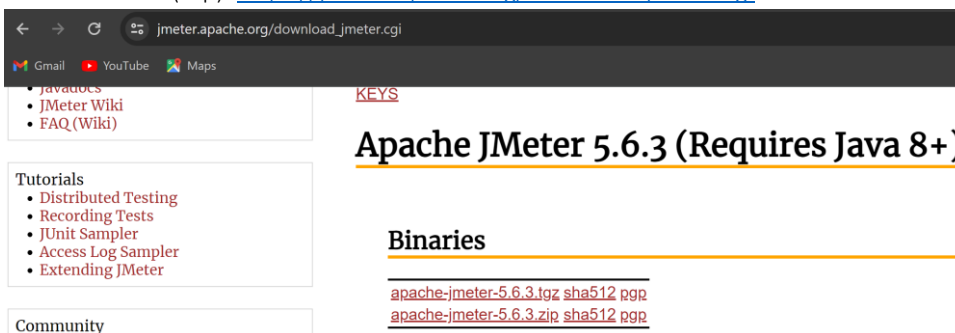 jmeter.apache.org/download_jmeter.cgi
Gmail YouTube Maps
Javadocs
JMeter Wiki
FAQ (Wiki)
Tutorials
Distributed Testing
Recording Tests
JUnit Sampler
Access Log Sampler
Extending JMeter
Community
KEYS
Apache JMeter 5.6.3 (Requires Java 8+)
Binaries
apache-jmeter-5.6.3.tgz sha512 pgp
apache-jmeter-5.6.3.zip sha512 pgp